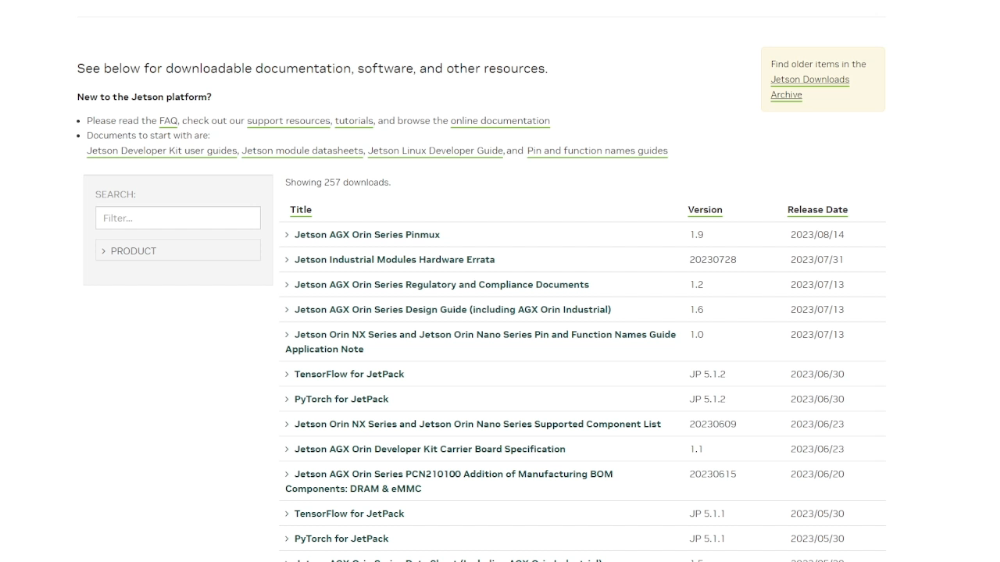 See below for downloadable documentation, software, and other resources.
Find older items in the
Jetson Downloads
Archive
New to the Jetson platform?
Please read the FAQ, check out our support resources, tutorials, and browse the online documentation
Documents to start with are:
Jetson Developer Kit user guides, Jetson module datasheets, Jetson Linux Developer Guide,and Pin and function names guides
SEARCH:
Filter...
PRODUCT
Showing 257 downloads.
Title Version Release Date
Jetson AGX Orin Series Pinmux 1.9 2023/08/14
Jetson Industrial Modules Hardware Errata 20230728 2023/07/31
Jetson AGX Orin Series Regulatory and Compliance Documents 1.2 2023/07/13
Jetson AGX Orin Series Design Guide (including AGX Orin Industrial) 1.6 2023/07/13
Jetson Orin NX Series and Jetson Orin Nano Series Pin and Function Names Guide 1.0 2023/07/13
Application Note
TensorFlow for JetPack JP 5.1.2 2023/06/30
PyTorch for JetPack JP 5.1.2 2023/06/30
Jetson Orin NX Series and Jetson Orin Nano Series Supported Component List 20230609 2023/06/23
Jetson AGX Orin Developer Kit Carrier Board Specification 1.1 2023/06/23
Jetson AGX Orin Series PCN210100 Addition of Manufacturing BOM 20230615 2023/06/20
Components: DRAM & eMMC
TensorFlow for JetPack JP 5.1.1 2023/05/30
PyTorch for JetPack JP 5.1.1 2023/05/30